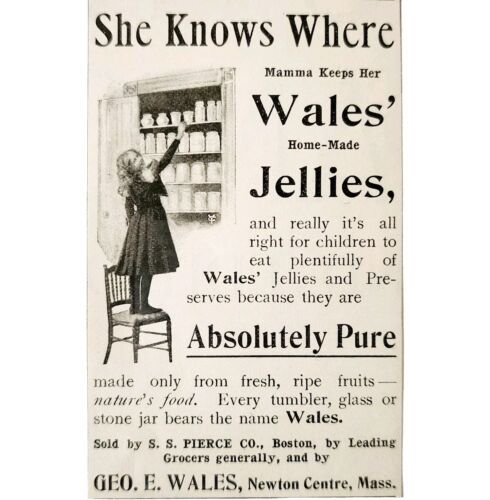 She Knows Where
Mamma Keeps Her
Wales'
Home-Made
Jellies,
and really it's all
right for children to
eat plentifully of
Wales' Jellies and Pre-
serves because they are
Absolutely Pure
made only from fresh, ripe fruits—
nature's food. Every tumbler, glass or
stone jar bears the name Wales.
Sold by S. S. PIERCE CO., Boston, by Leading
Grocers generally, and by
GEO. E. WALES, Newton Centre, Mass.